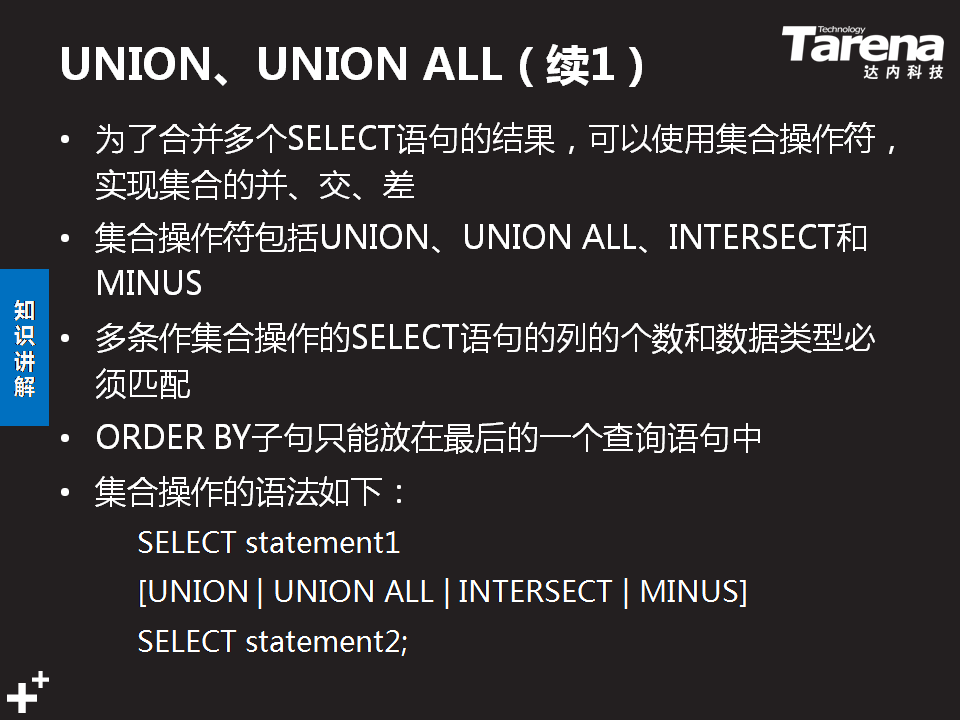 UNION、UNION ALL（续1）
Technology
Tarena
达内科技
• 为了合并多个SELECT语句的结果，可以使用集合操作符，
实现集合的并、交、差
• 集合操作符包括UNION、UNION ALL、INTERSECT和
MINUS
• 多条作集合操作的SELECT语句的列的个数和数据类型必
须匹配
• ORDER BY子句只能放在最后的一个查询语句中
• 集合操作的语法如下：
SELECT statement1
[UNION | UNION ALL | INTERSECT | MINUS]
SELECT statement2;
知识讲解